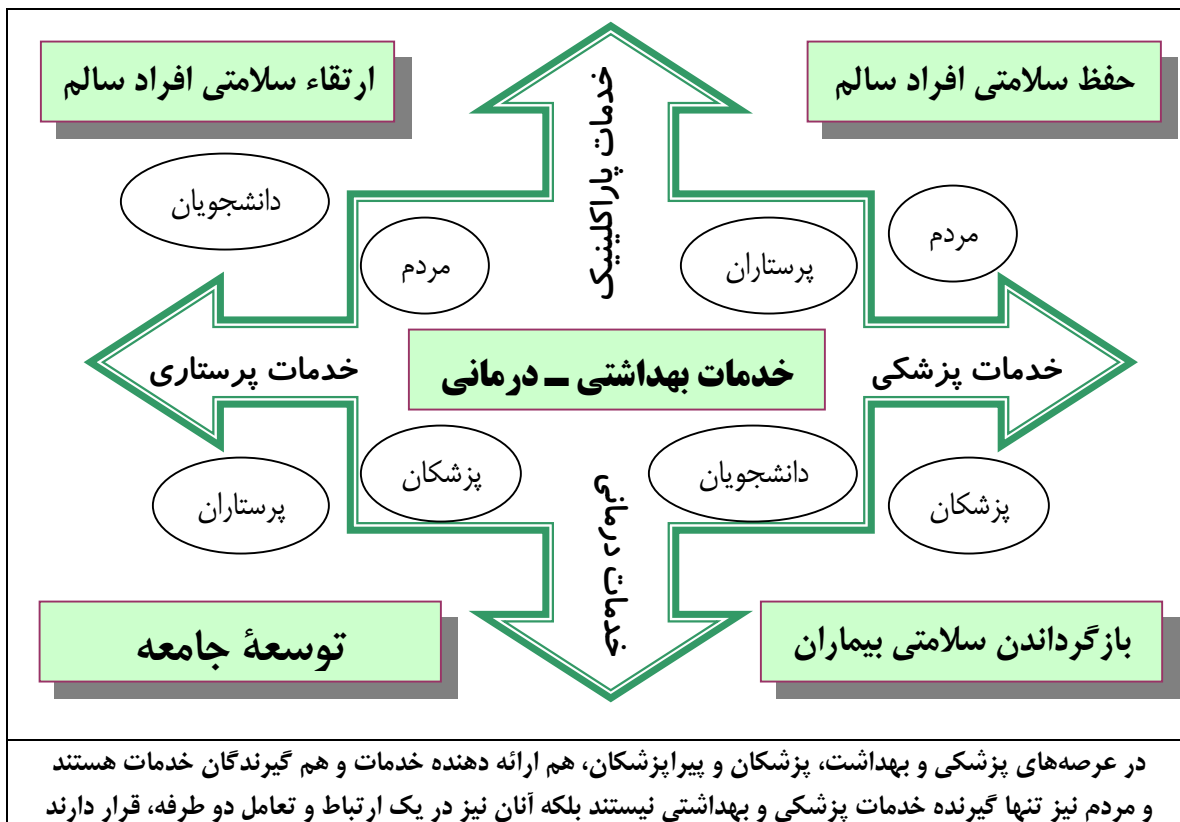 حفظ سلامتی افراد سالم
ارتقاء سلامتی افراد سالم
خدمات پاراکلینیک
دانشجویان
مردم
پرستاران
مردم
خدمات پزشکی
خدمات بهداشتی ــ درمانی
خدمات پرستاری
پزشکان
دانشجویان
پزشکان
پرستاران
خدمات درمانی
بازگرداندن سلامتی بیماران
توسعهٔ جامعه
در عرصه‌های پزشکی و بهداشت، پزشکان و پیراپزشکان، هم ارائه دهنده خدمات و هم گیرندگان خدمات هستند
و مردم نیز تنها گیرنده خدمات پزشکی و بهداشتی نیستند بلکه آنان نیز در یک ارتباط و تعامل دو طرفه، قرار دارند